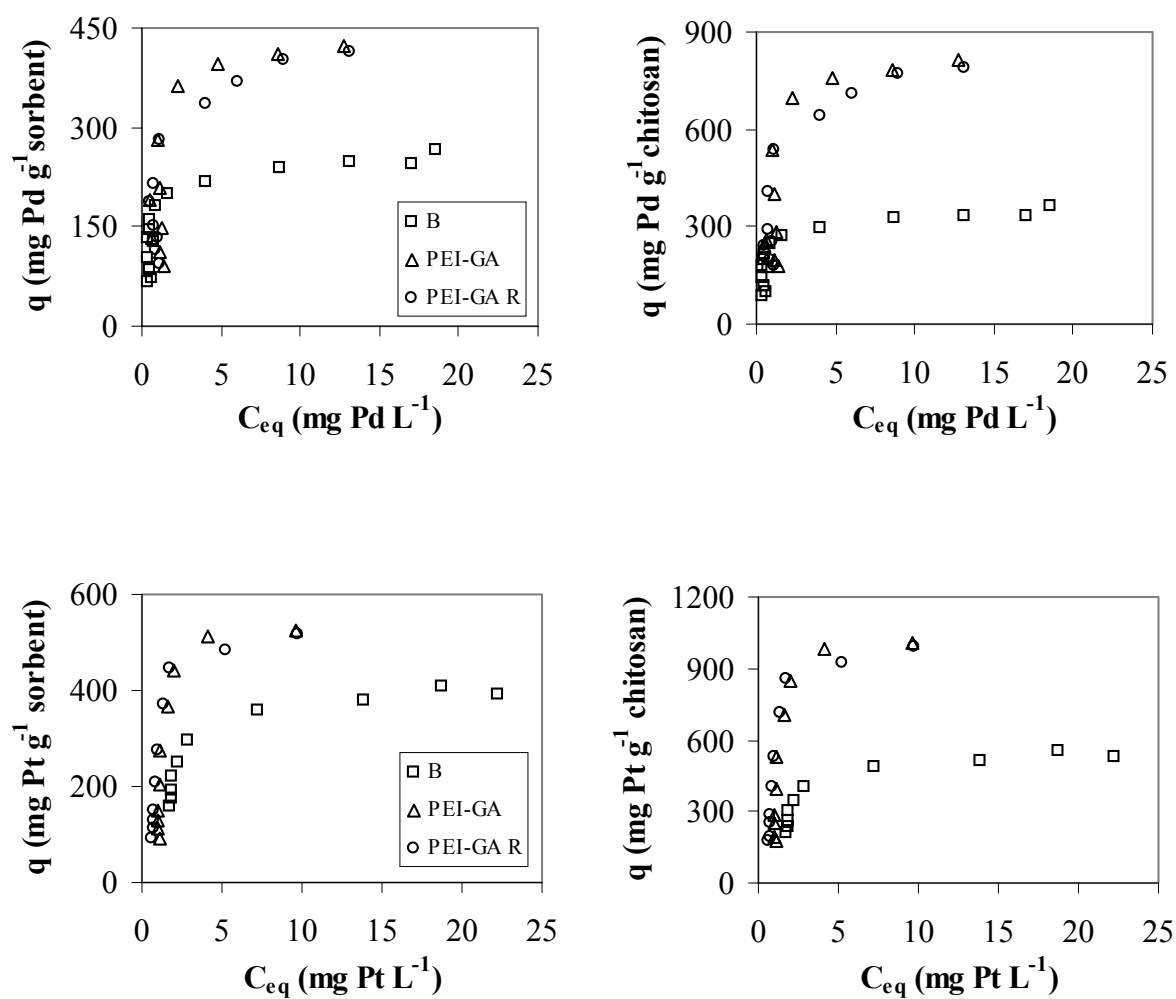 450
300
150
0
q (mg Pd g⁻¹ sorbent)
B
PEI-GA
PEI-GA R
0 5 10 15 20 25
C_eq (mg Pd L⁻¹)
900
600
300
0
q (mg Pd g⁻¹ chitosan)
0 5 10 15 20 25
C_eq (mg Pd L⁻¹)
600
400
200
0
q (mg Pt g⁻¹ sorbent)
B
PEI-GA
PEI-GA R
0 5 10 15 20 25
C_eq (mg Pt L⁻¹)
1200
900
600
300
0
q (mg Pt g⁻¹ chitosan)
0 5 10 15 20 25
C_eq (mg Pt L⁻¹)